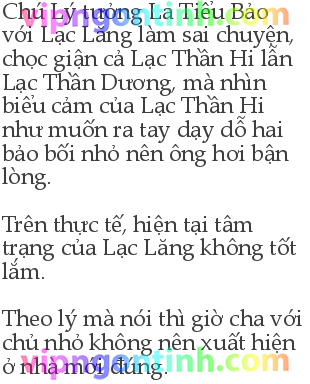 Chú Lý tưởng La Tiểu Bảo
với Lạc Lăng làm sai chuyện,
chọc giận cả Lạc Thần Hi lẫn
Lạc Thần Dương, mà nhìn
biểu cảm của Lạc Thần Hi
như muốn ra tay dạy dỗ hai
bảo bối nhỏ nên ông hơi bận
lòng.
Trên thực tế, hiện tại tâm
trạng của Lạc Lăng không tốt
lắm.
Theo lý mà nói thì giờ cha với
chủ nhỏ không nên xuất hiện
ở nhà mới đúng.
vipngontinh.com
vipngontinh.com